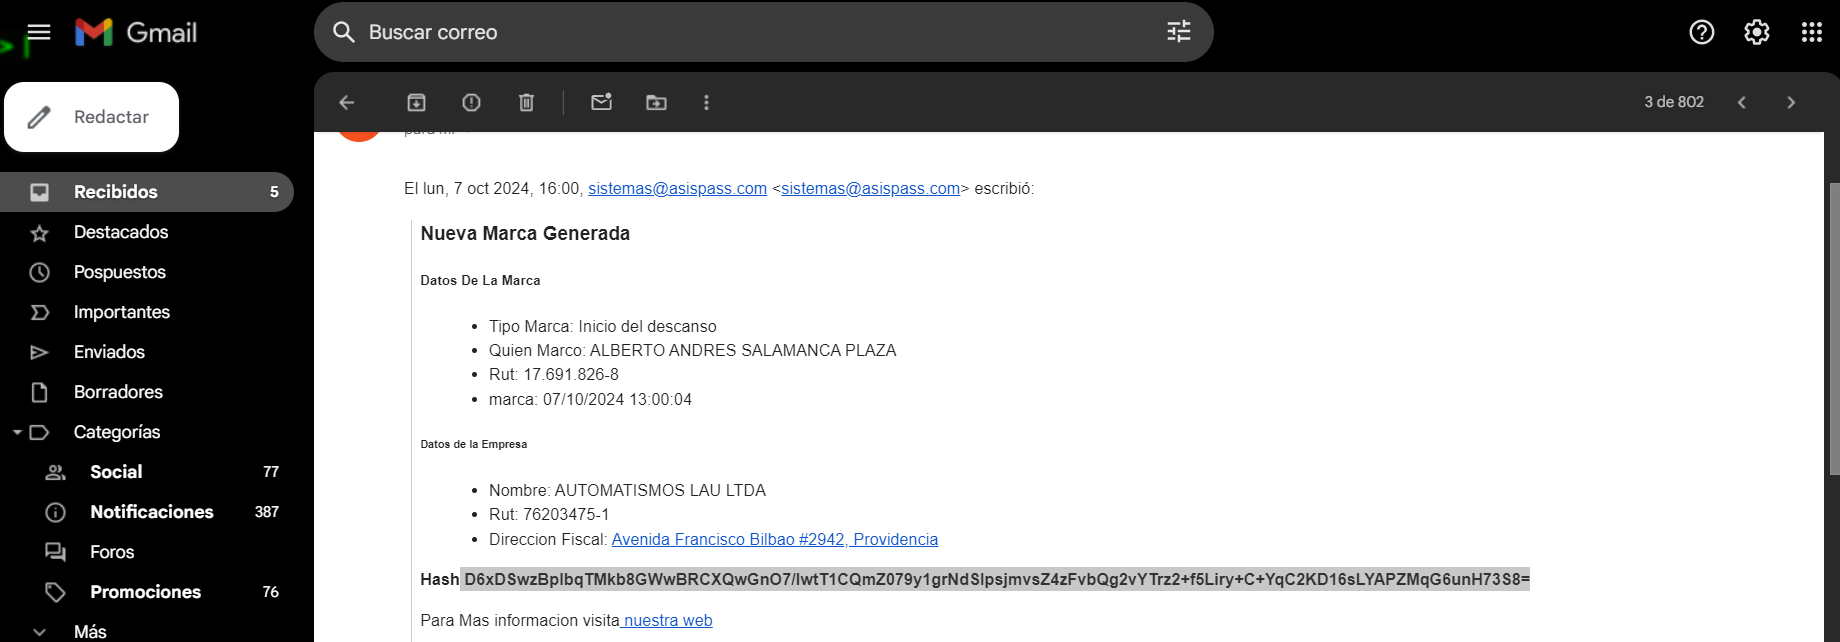 Gmail
Buscar correo
Redactar
3 de 802
Recibidos 5
Destacados
Pospuestos
Importantes
Enviados
Borradores
Categorías
Social 77
Notificaciones 387
Foros
Promociones 76
Más
El lun, 7 oct 2024, 16:00, sistemas@asispass.com <sistemas@asispass.com> escribió:
Nueva Marca Generada
Datos De La Marca
Tipo Marca: Inicio del descanso
Quien Marco: ALBERTO ANDRES SALAMANCA PLAZA
Rut: 17.691.826-8
marca: 07/10/2024 13:00:04
Datos de la Empresa
Nombre: AUTOMATISMOS LAU LTDA
Rut: 76203475-1
Direccion Fiscal: Avenida Francisco Bilbao #2942, Providencia
Hash D6xDSwzBplbqTMkb8GWwBRCXQwGnO7/lwtT1CQmZ079y1grNdSlpsjmvsZ4zFvbQg2vYTrz2+f5Liry+C+YqC2KD16sLYAPZMqG6unH73S8=
Para Mas informacion visita nuestra web